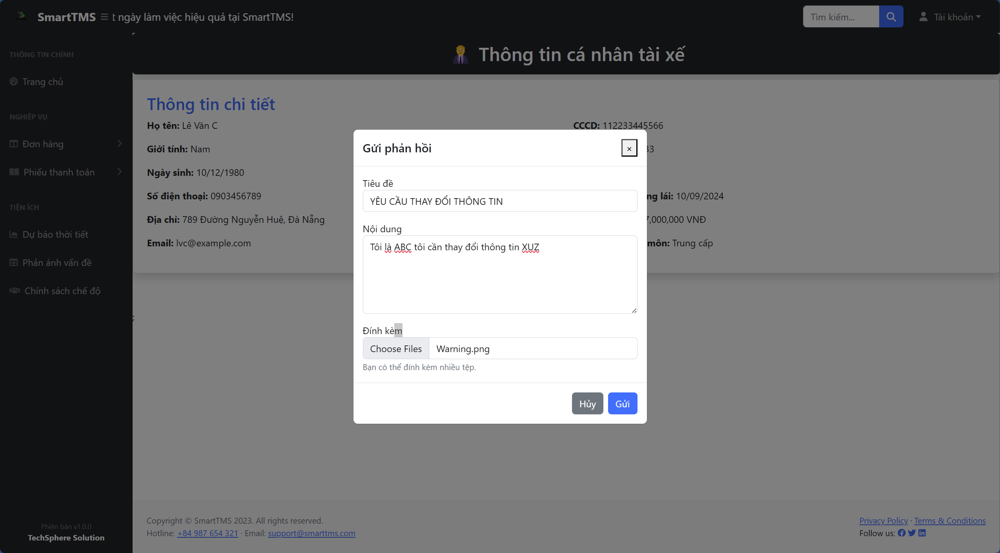 SmartTMS
t ngày làm việc hiệu quả tại SmartTMS!
Tìm kiếm...
Tài khoản
THÔNG TIN CHÍNH
Trang chủ
NGHIỆP VỤ
Đơn hàng
Phiếu thanh toán
TIỆN ÍCH
Dự báo thời tiết
Phản ánh vấn đề
Chính sách chế độ
Phiên bản v1.0.0
TechSphere Solution
Thông tin cá nhân tài xế
Thông tin chi tiết
Họ tên: Lê Văn C
CCCD: 112233445566
Giới tính: Nam
33
Ngày sinh: 10/12/1980
Số điện thoại: 0903456789
ng lái: 10/09/2024
Địa chỉ: 789 Đường Nguyễn Huệ, Đà Nẵng
7,000,000 VNĐ
Email: lvc@example.com
môn: Trung cấp
;
Gửi phản hồi
×
Tiêu đề
YÊU CẦU THAY ĐỔI THÔNG TIN
Nội dung
Tôi là ABC tôi cần thay đổi thông tin XUZ
Đính kèm
Choose Files Warning.png
Bạn có thể đính kèm nhiều tệp.
Hủy
Gửi
Copyright © SmartTMS 2023. All rights reserved.
Hotline: +84 987 654 321 · Email: support@smarttms.com
Privacy Policy · Terms & Conditions
Follow us: